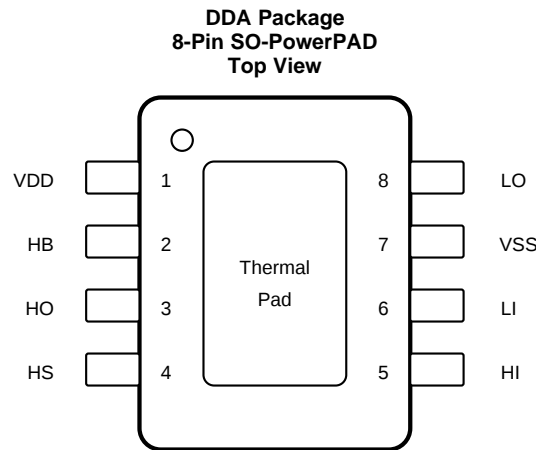 DDA Package
8-Pin SO-PowerPAD
Top View
VDD 1 8 LO
HB 2 7 VSS
Thermal
Pad
HO 3 6 LI
HS 4 5 HI